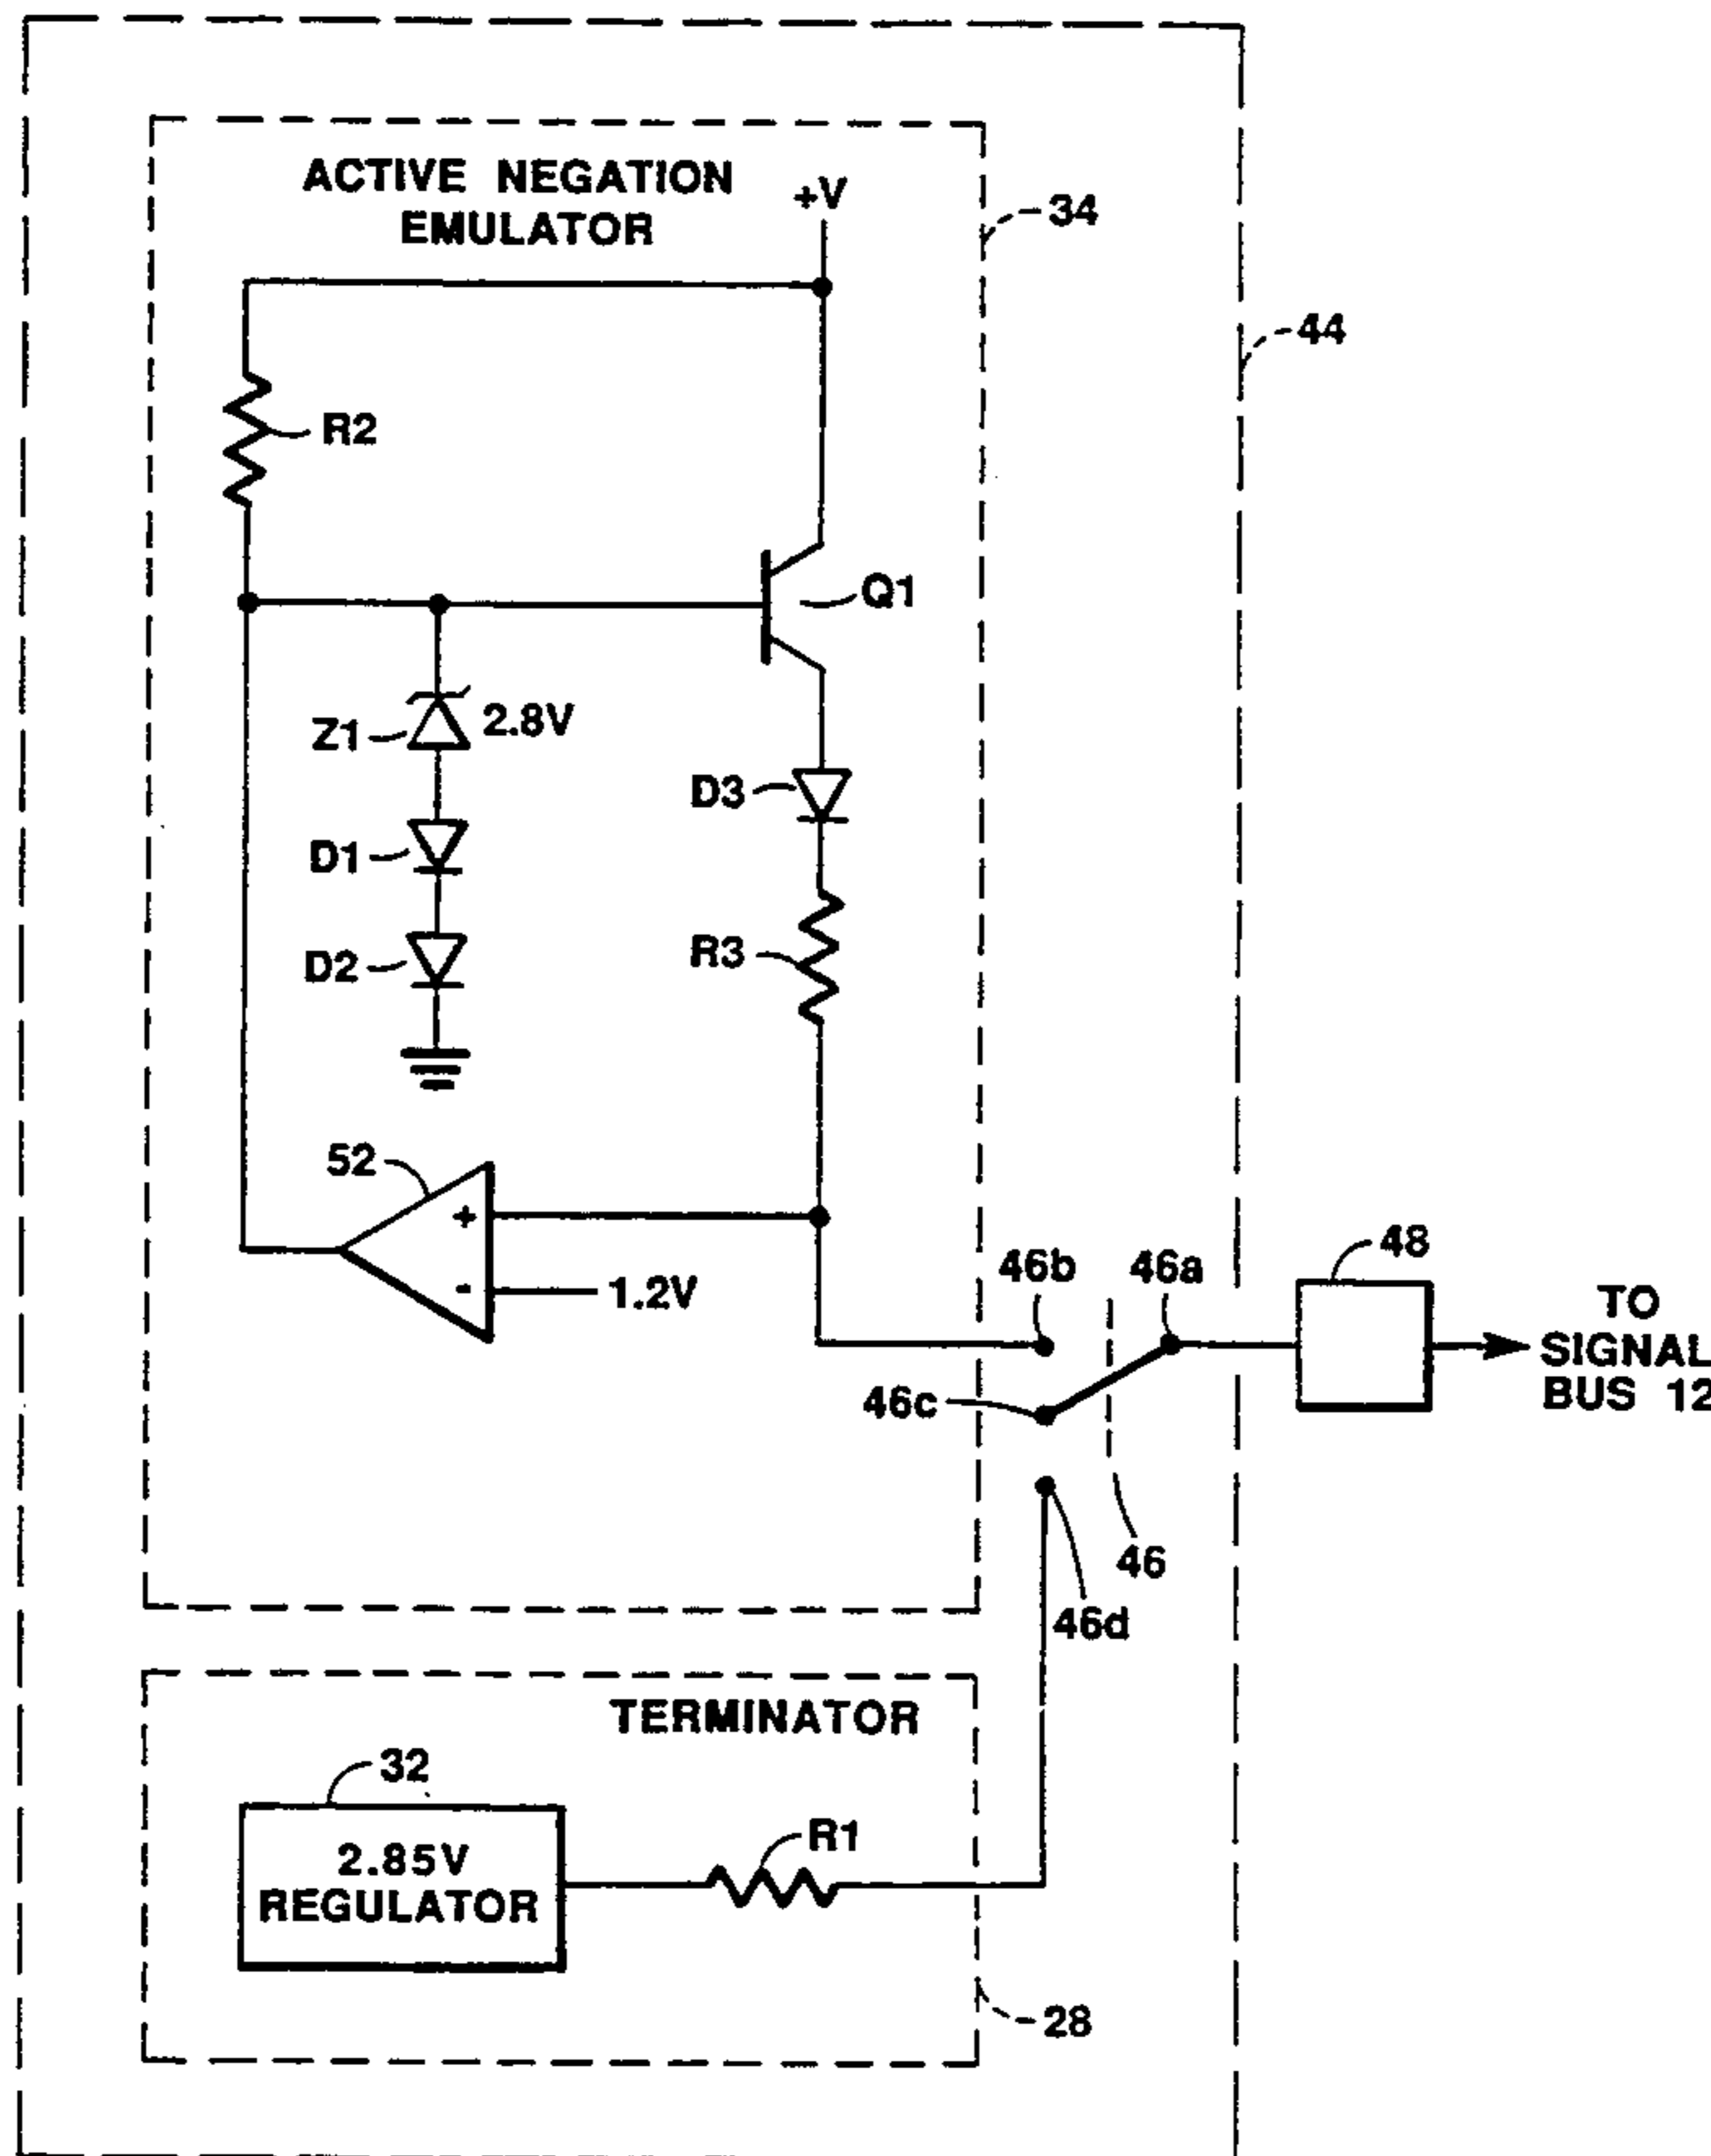 ACTIVE NEGATION
EMULATOR
+V
34
44
R2
Q1
Z1
2.8V
D3
D1
R3
D2
52
+
-
1.2V
46b
46a
48
TO
SIGNAL
BUS 12
46c
46
46d
TERMINATOR
32
2.85V
REGULATOR
R1
28